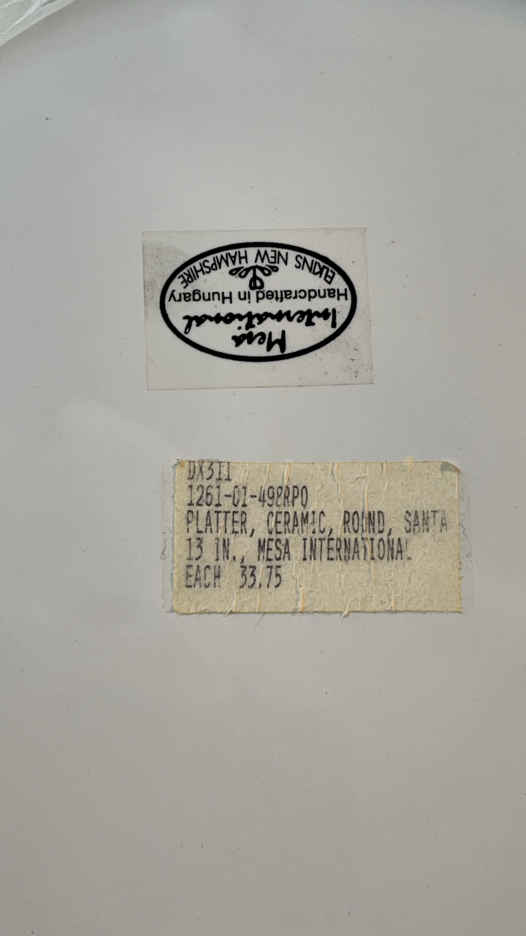 Mesa
International
Handcrafted in Hungary
ELKINS NEW HAMPSHIRE
DX311
1261-01-498RPO
PLATTER, CERAMIC, ROUND, SANTA
13 IN., MESA INTERNATIONAL
EACH 33.75